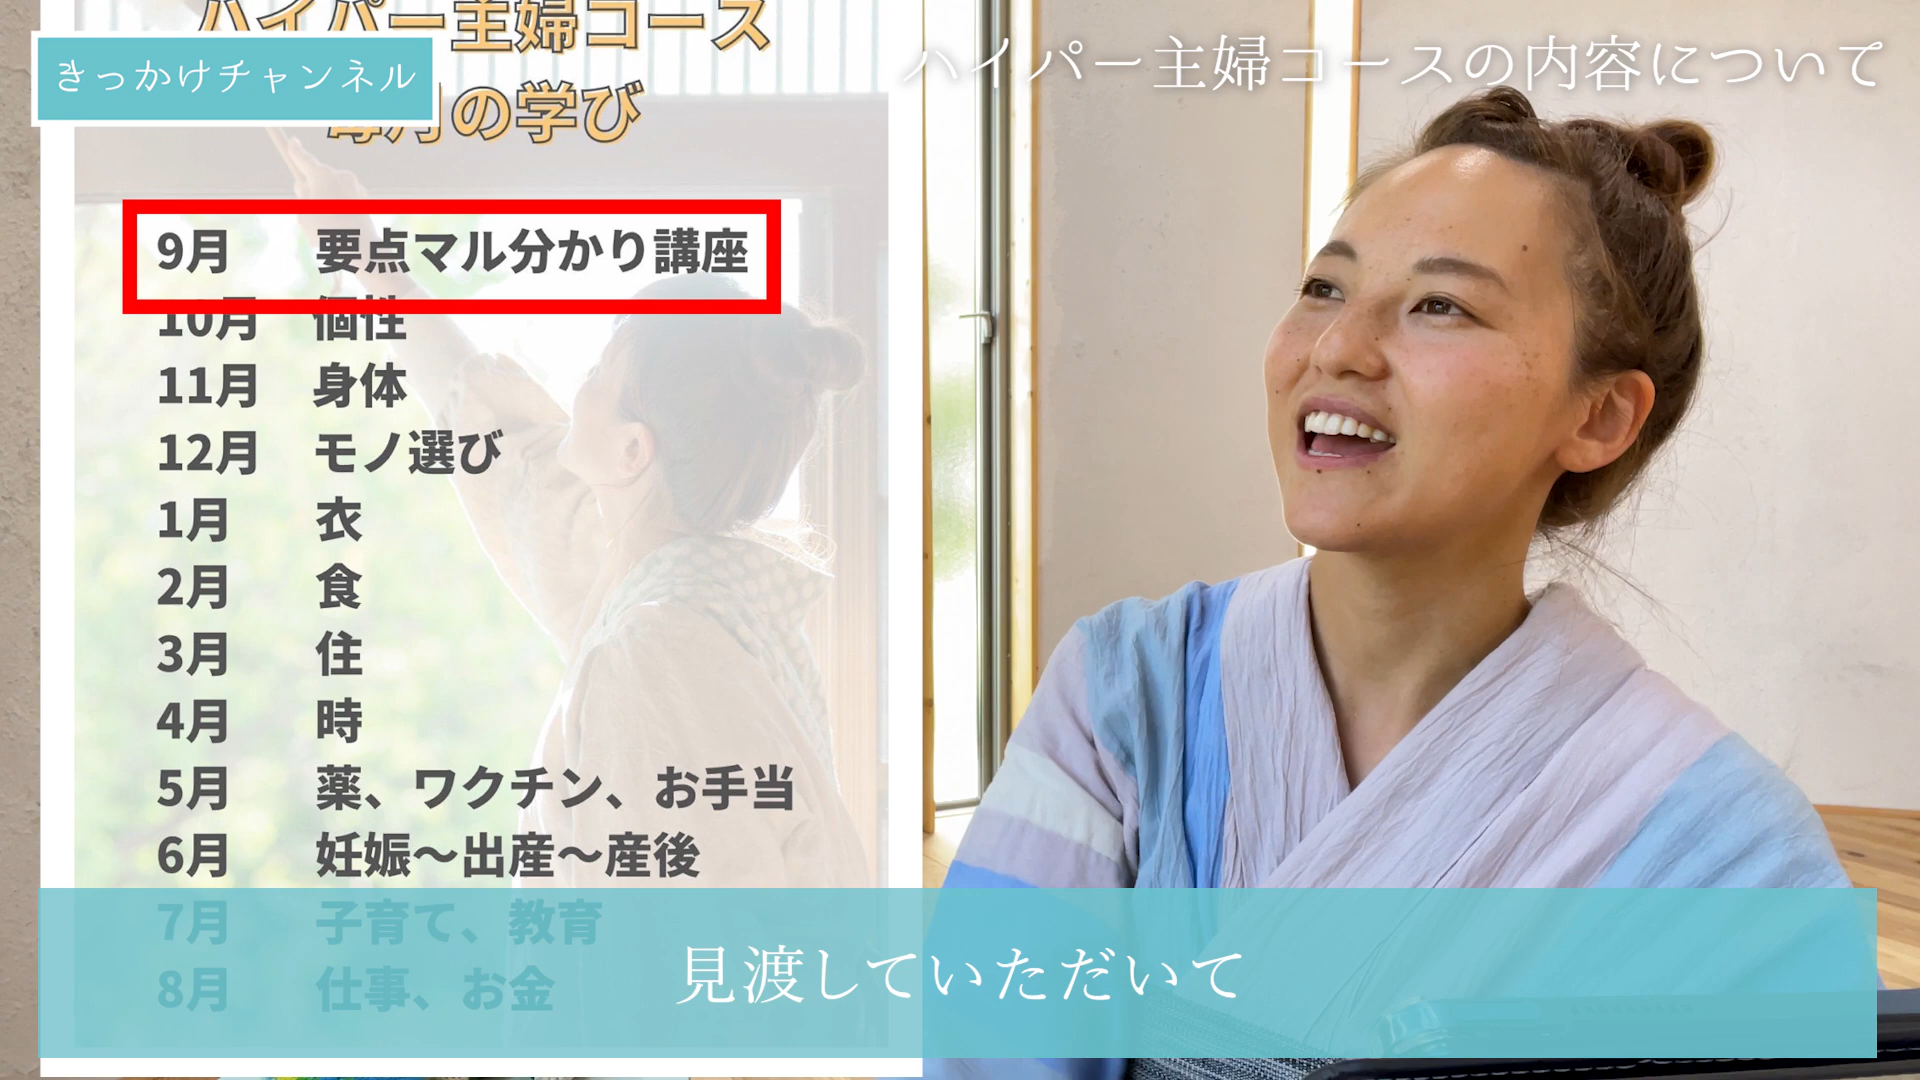 ハイパー主婦コース
きっかけチャンネル
毎月の学び
ハイパー主婦コースの内容について
9月 要点マル分かり講座
10月 個性
11月 身体
12月 モノ選び
1月 衣
2月 食
3月 住
4月 時
5月 薬、ワクチン、お手当
6月 妊娠〜出産〜産後
7月 子育て、教育
8月 仕事、お金
見渡していただいて